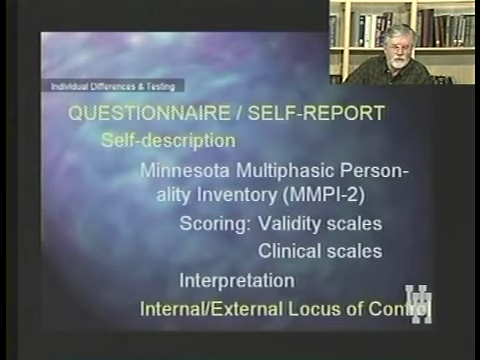 Individual Differences & Testing
QUESTIONNAIRE / SELF-REPORT
Self-description
Minnesota Multiphasic Person-
ality Inventory (MMPI-2)
Scoring: Validity scales
Clinical scales
Interpretation
Internal/External Locus of Control